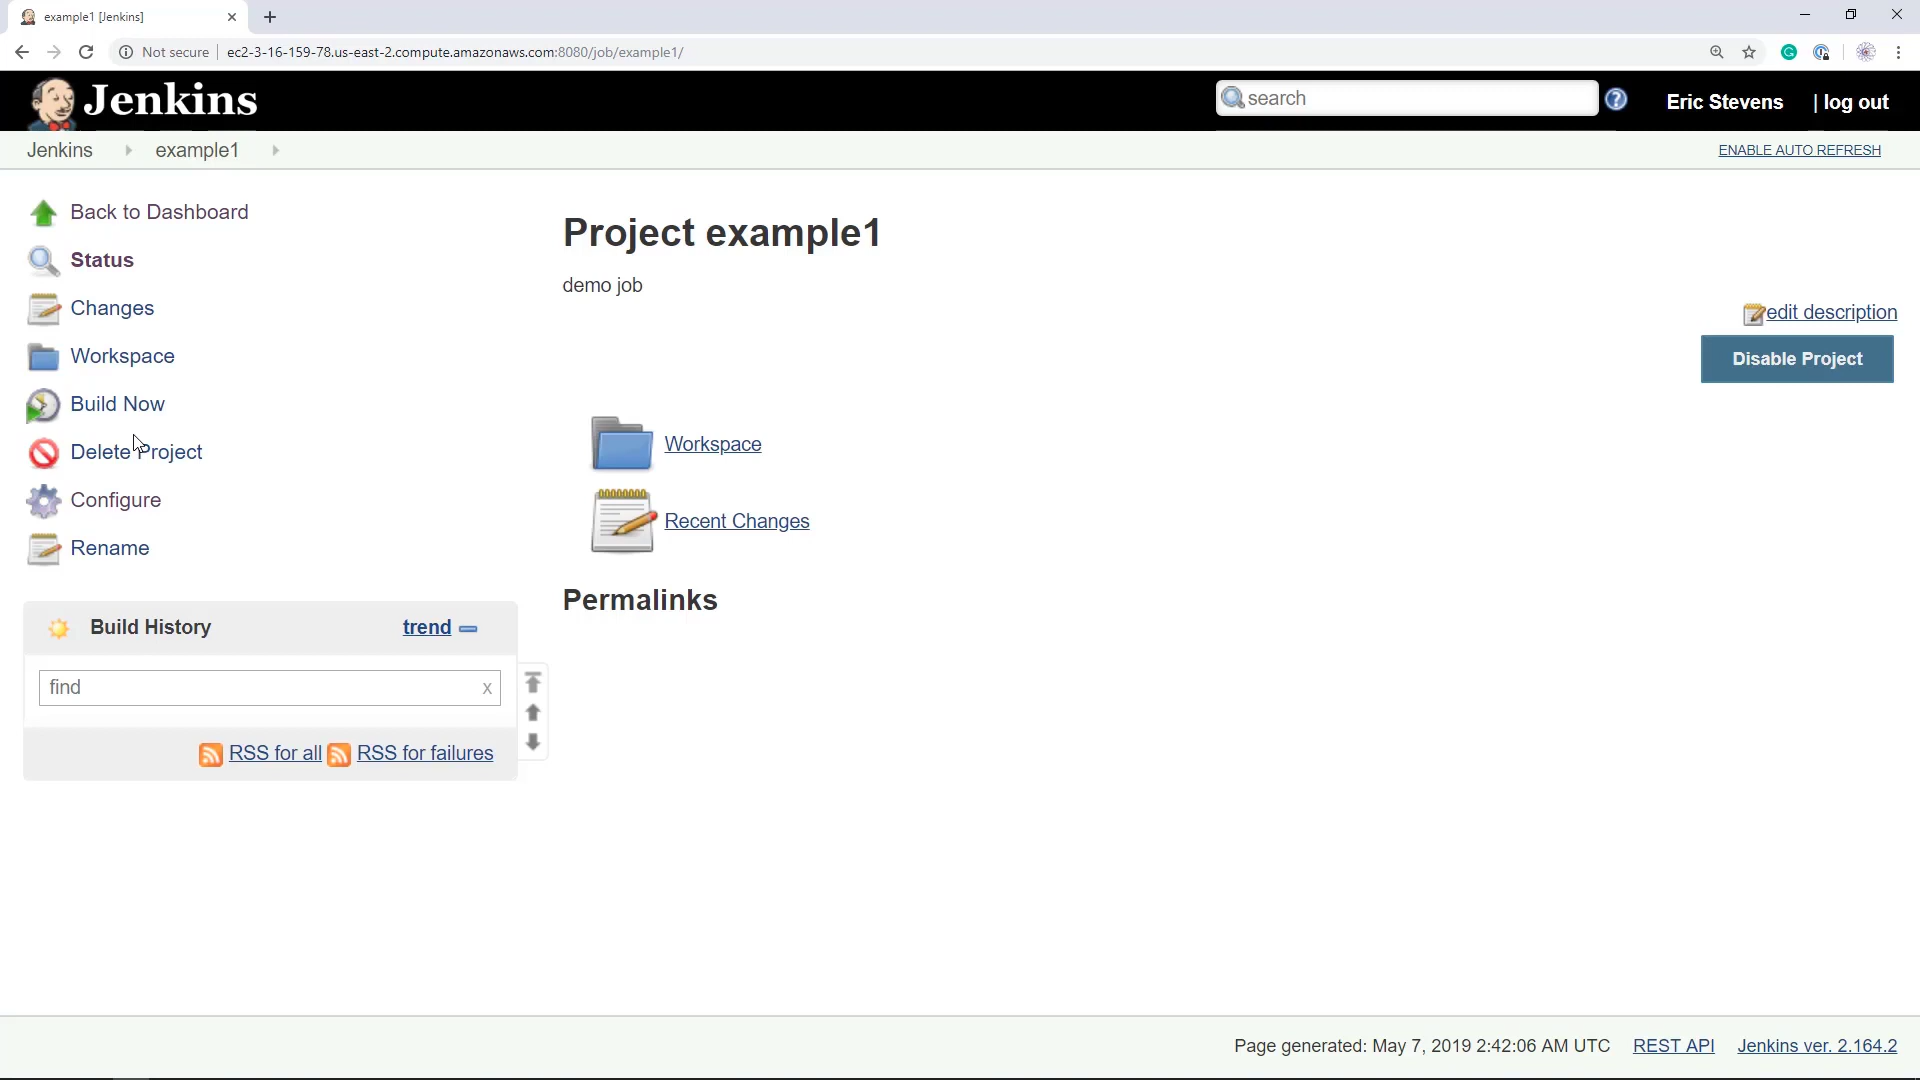 example1 [Jenkins]
Not secure | ec2-3-16-159-78.us-east-2.compute.amazonaws.com:8080/job/example1/
Jenkins
search
Eric Stevens
| log out
Jenkins
example1
ENABLE AUTO REFRESH
Back to Dashboard
Status
Changes
Workspace
Build Now
Delete Project
Configure
Rename
Build History
trend
find
x
RSS for all
RSS for failures
Project example1
demo job
edit description
Disable Project
Workspace
Recent Changes
Permalinks
Page generated: May 7, 2019 2:42:06 AM UTC
REST API
Jenkins ver. 2.164.2